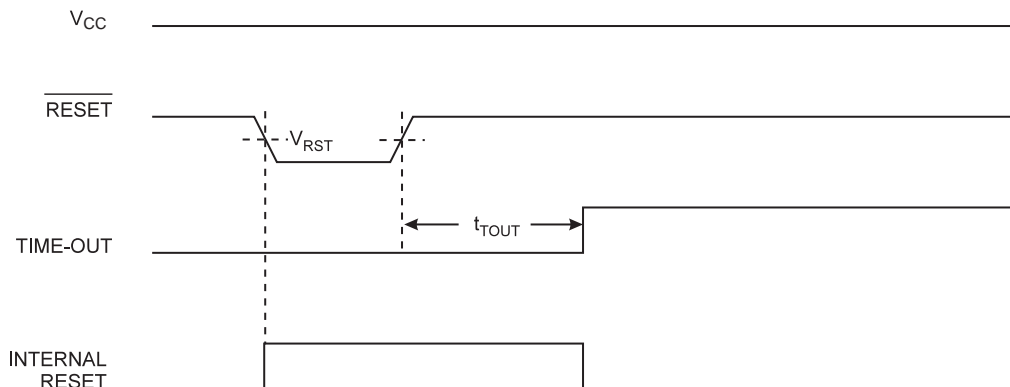 VCC
RESET
VRST
tTOUT
TIME-OUT
INTERNAL
RESET